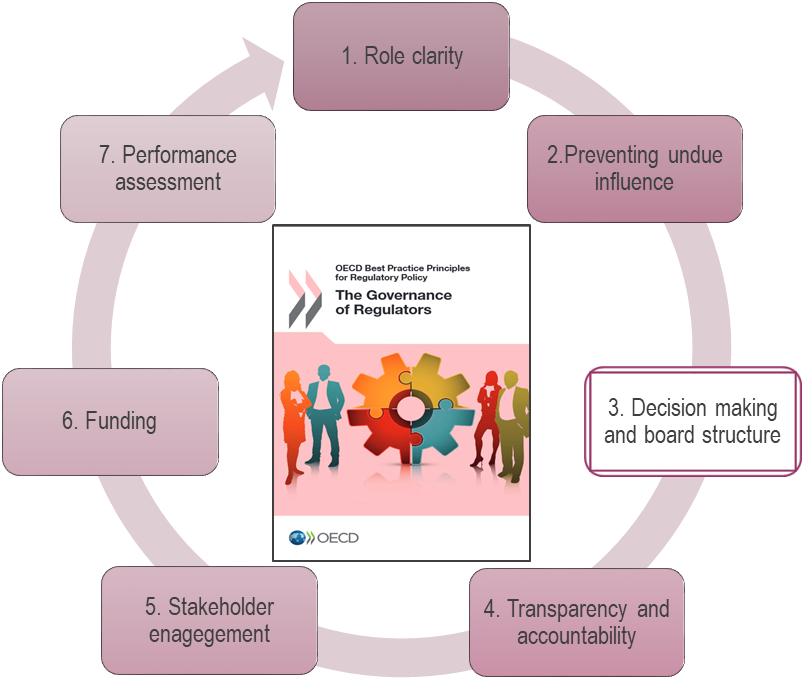 1. Role clarity
2.Preventing undue
influence
3. Decision making
and board structure
4. Transparency and
accountability
5. Stakeholder
enagegement
6. Funding
7. Performance
assessment
OECD Best Practice Principles
for Regulatory Policy
The Governance
of Regulators
OECD